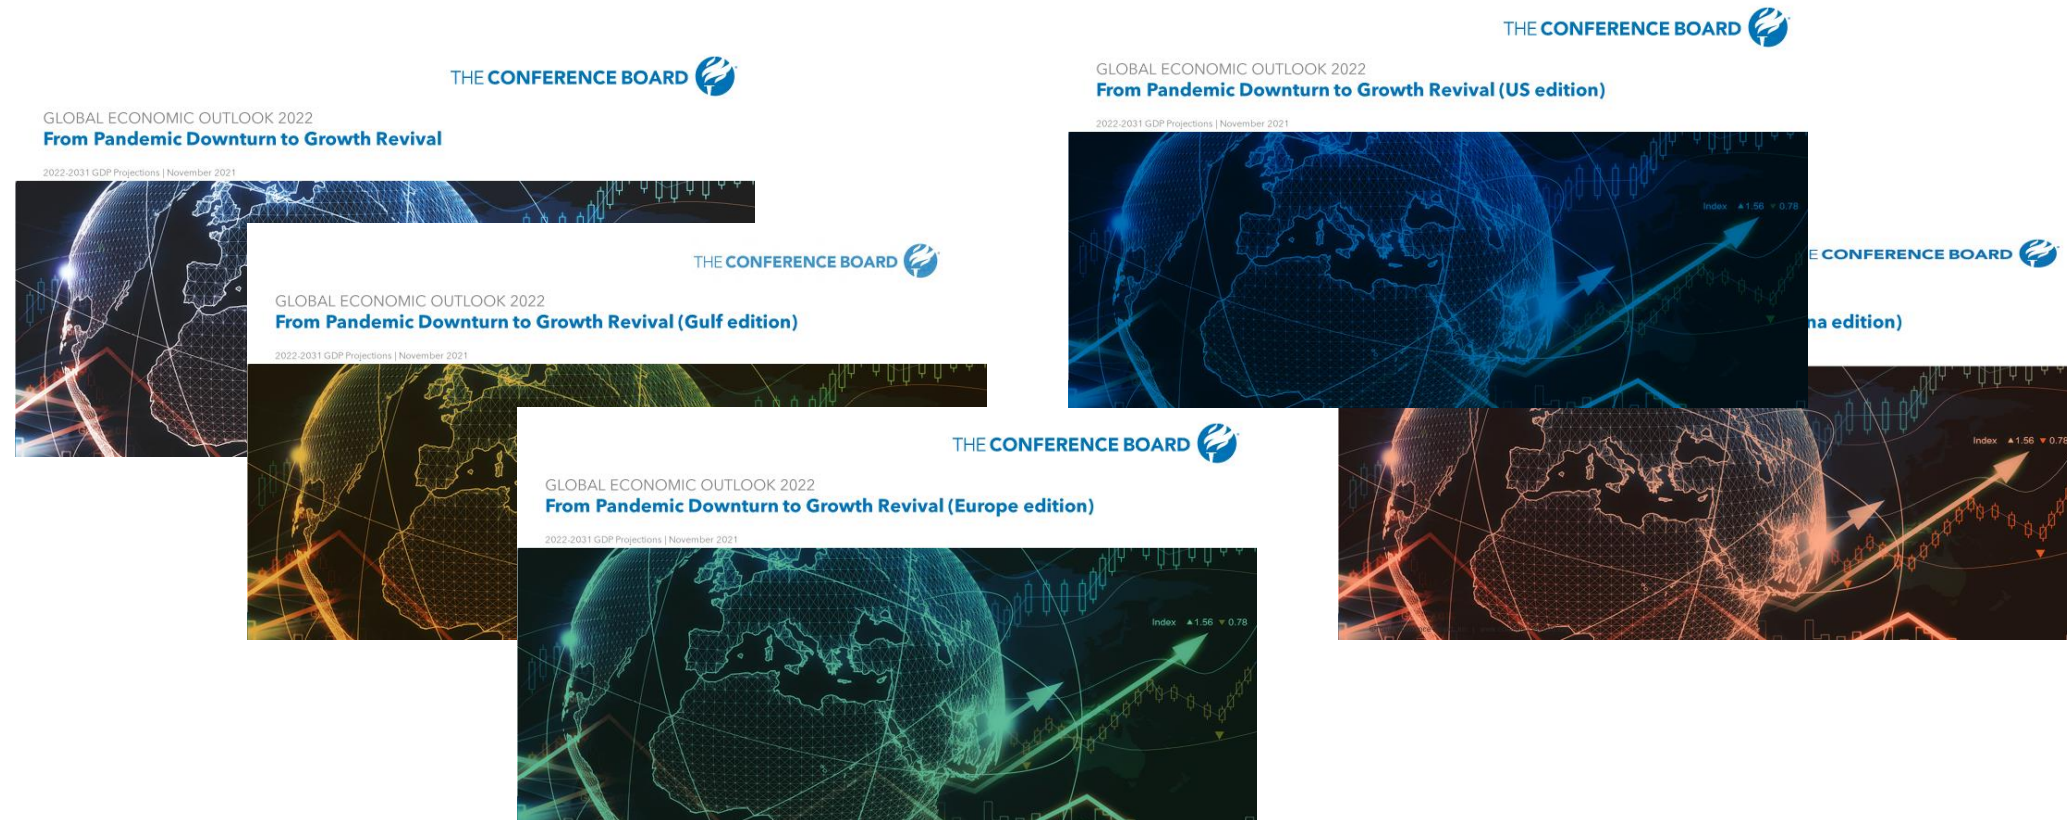 THE CONFERENCE BOARD
GLOBAL ECONOMIC OUTLOOK 2022
From Pandemic Downturn to Growth Revival
2022-2031 GDP Projections | November 2021
THE CONFERENCE BOARD
GLOBAL ECONOMIC OUTLOOK 2022
From Pandemic Downturn to Growth Revival (Gulf edition)
2022-2031 GDP Projections | November 2021
THE CONFERENCE BOARD
GLOBAL ECONOMIC OUTLOOK 2022
From Pandemic Downturn to Growth Revival (Europe edition)
2022-2031 GDP Projections | November 2021
Index ▲1.56 ▼0.78
THE CONFERENCE BOARD
GLOBAL ECONOMIC OUTLOOK 2022
From Pandemic Downturn to Growth Revival (US edition)
2022-2031 GDP Projections | November 2021
Index ▲1.56 ▼0.78
E CONFERENCE BOARD
na edition)
Index ▲1.56 ▼0.78